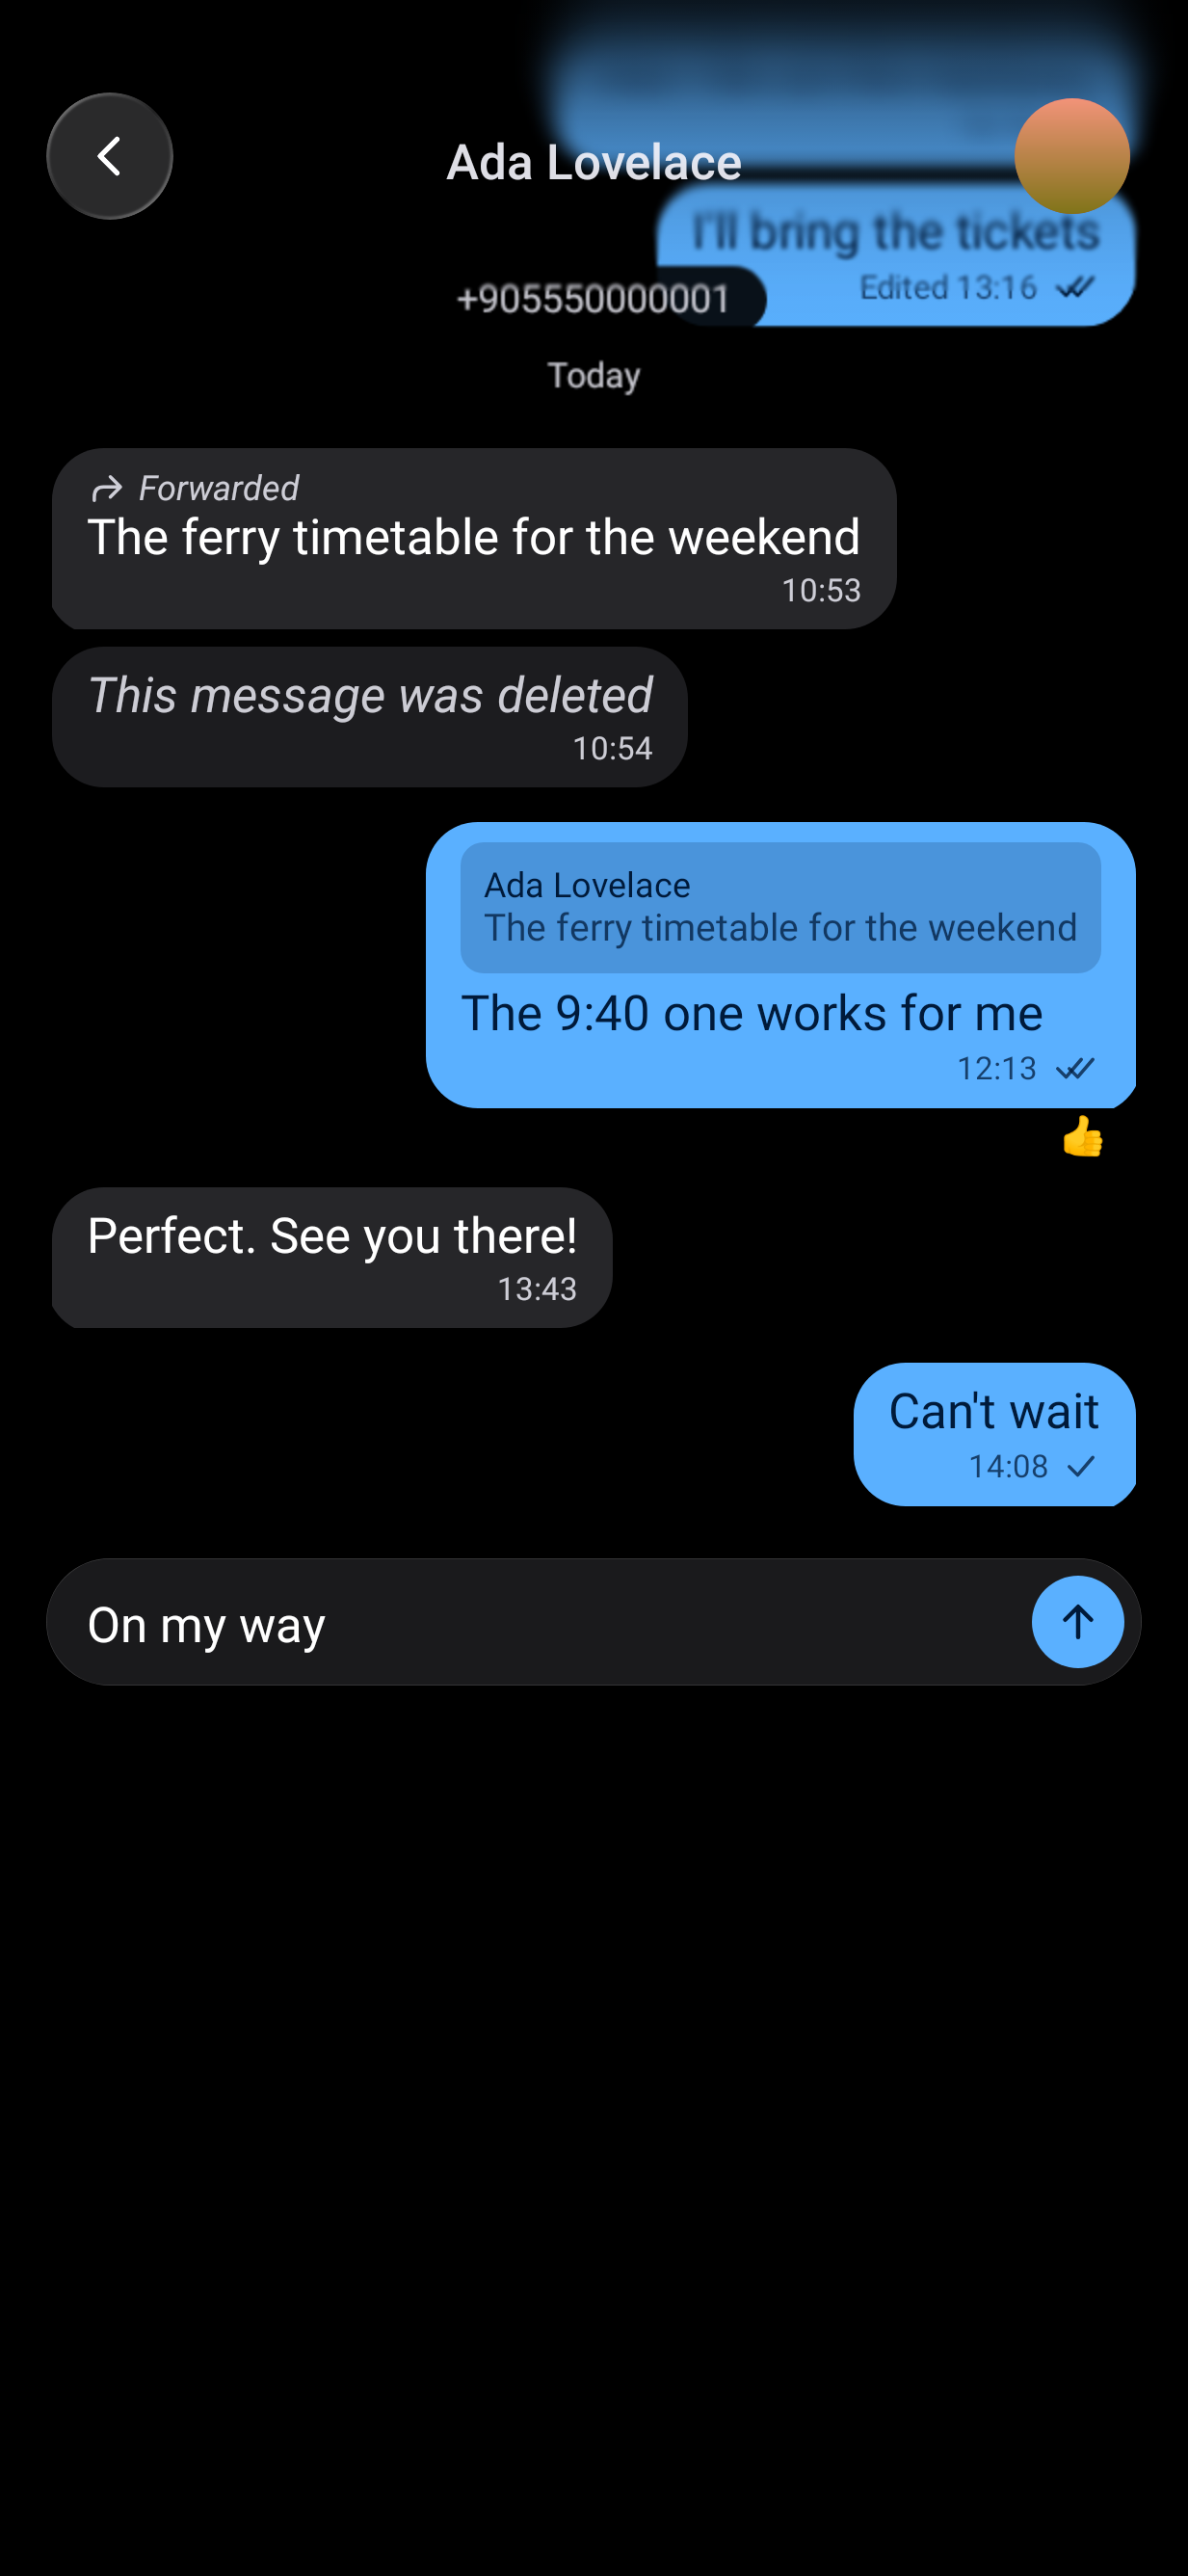 Ada Lovelace
I'll bring the tickets
Edited 13:16
+905550000001
Today
Forwarded
The ferry timetable for the weekend
10:53
This message was deleted
10:54
Ada Lovelace
The ferry timetable for the weekend
The 9:40 one works for me
12:13
👍
Perfect. See you there!
13:43
Can't wait
14:08
On my way